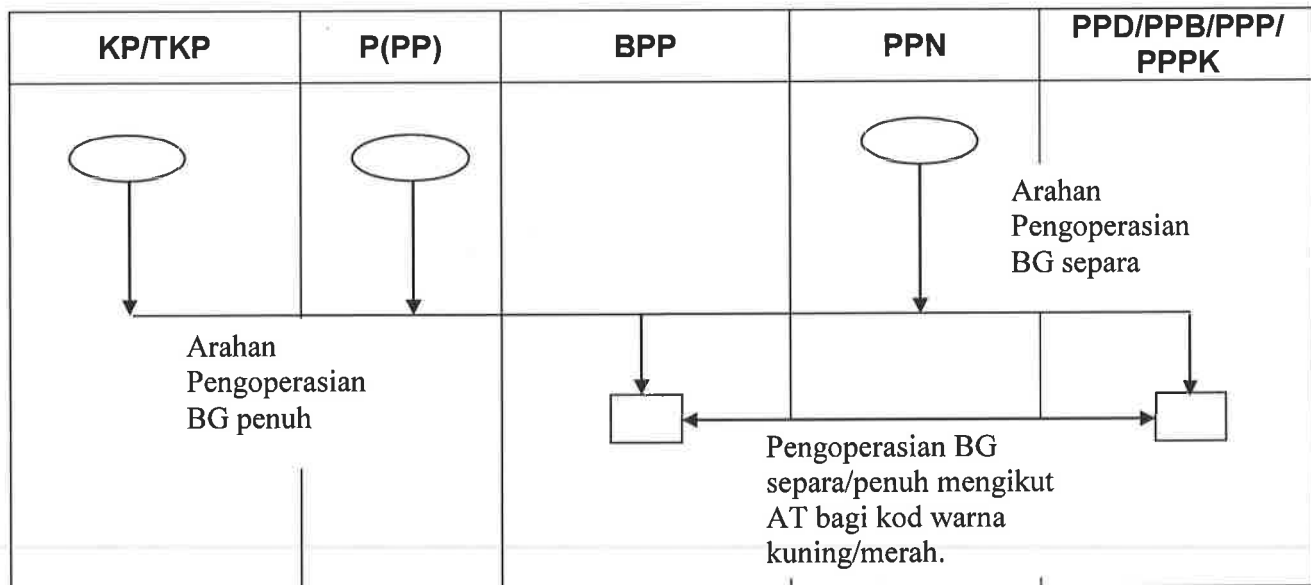 KP/TKP
P(PP)
BPP
PPN
PPD/PPB/PPP/
PPPK
Arahan
Pengoperasian
BG separa
Arahan
Pengoperasian
BG penuh
Pengoperasian BG
separa/penuh mengikut
AT bagi kod warna
kuning/merah.